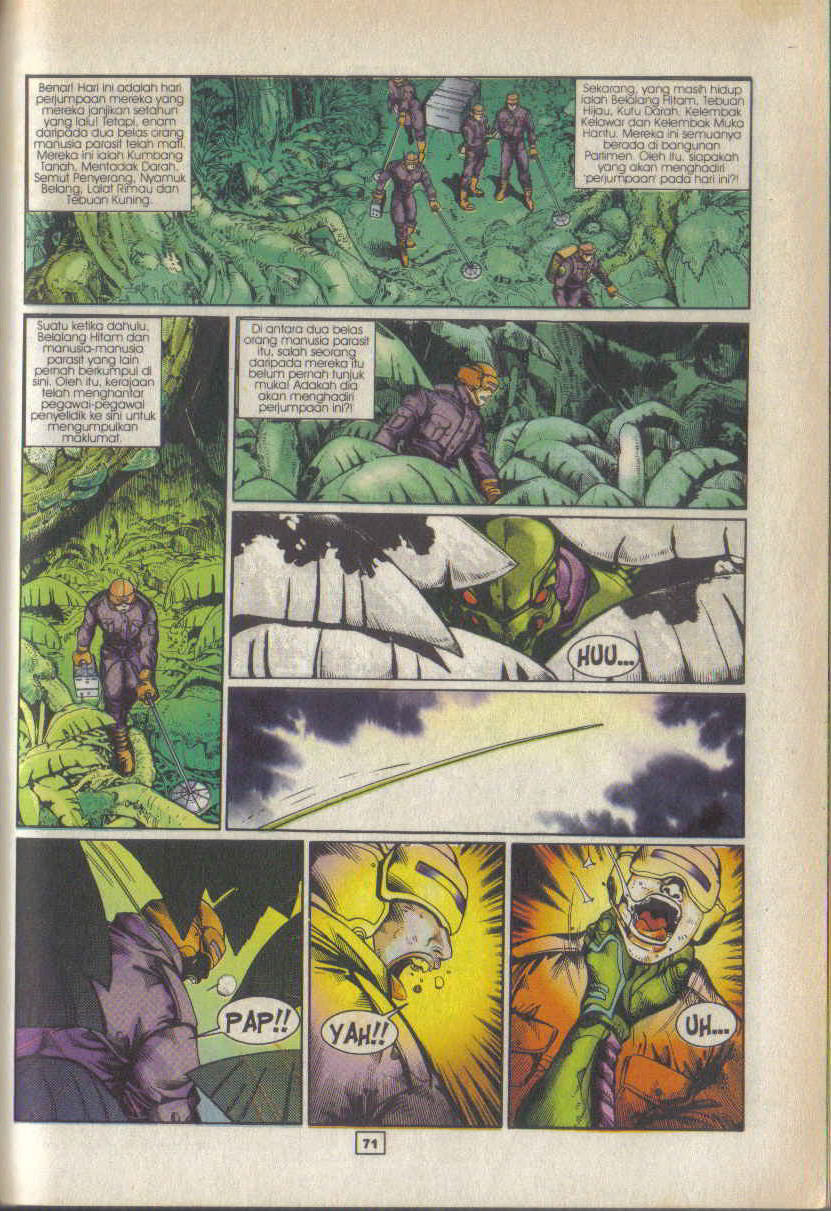 Benar! Hari ini adalah hari
perjumpaan mereka yang
mereka janjikan setahun
yang lalu! Tetapi, enam
daripada dua belas orang
manusia parasit telah mati.
Mereka ini ialah Kumbang
Tanah, Mentadak Darah,
Semut Penyerang, Nyamuk
Belang, Lalat Rimau dan
Tebuan Kuning.
Sekarang, yang masih hidup
ialah Belalang Hitam, Tebuan
Hijau, Kutu Darah, Kelembak
Kelawar dan Kelembak Muka
Hantu. Mereka ini semuanya
berada di bangunan
Parlimen. Oleh itu, siapakah
yang akan menghadiri
'perjumpaan' pada hari ini?!
Suatu ketika dahulu,
Belalang Hitam dan
manusia-manusia
parasit yang lain
pernah berkumpul di
sini. Oleh itu, kerajaan
telah menghantar
pegawai-pegawai
penyelidik ke sini untuk
mengumpulkan
maklumat.
Di antara dua belas
orang manusia parasit
itu, salah seorang
daripada mereka itu
belum pernah tunjuk
muka! Adakah dia
akan menghadiri
perjumpaan ini?!
HUU...
PAP!!
YAH!!
UH...
71